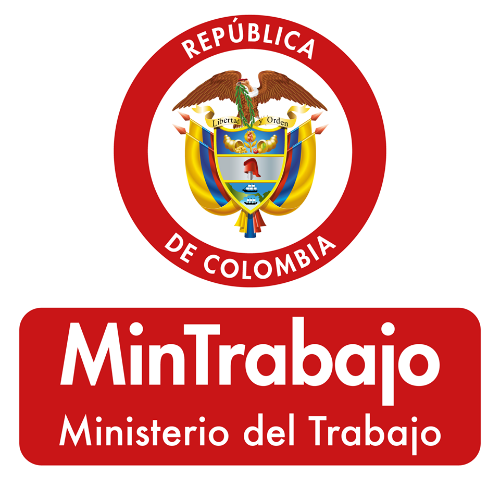 REPÚBLICA
Libertad y Orden
DE COLOMBIA
MinTrabajo
Ministerio del Trabajo